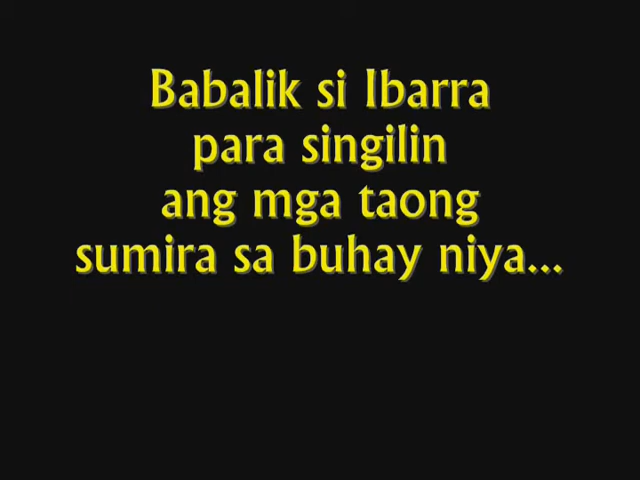 Babalik si Ibarra
para singilin
ang mga taong
sumira sa buhay niya...